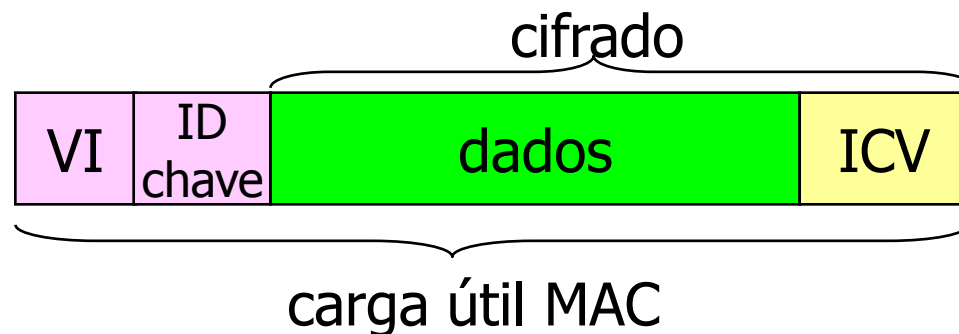 cifrado
VI
ID
chave
dados
ICV
carga útil MAC